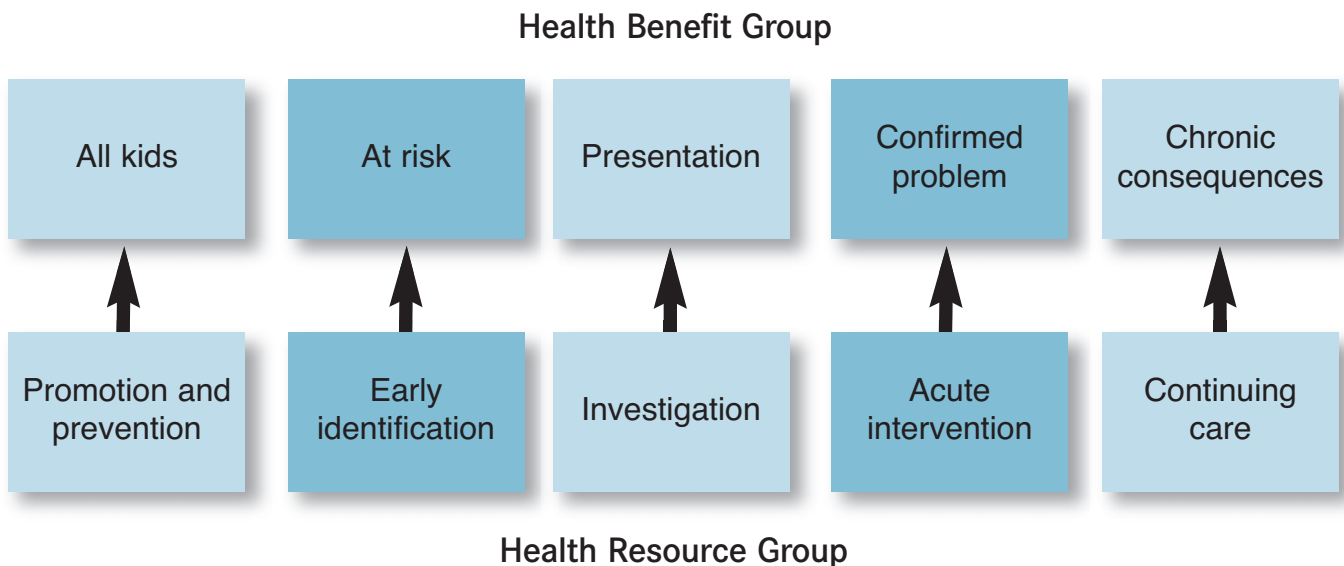 Health Benefit Group
All kids
At risk
Presentation
Confirmed
problem
Chronic
consequences
Promotion and
prevention
Early
identification
Investigation
Acute
intervention
Continuing
care
Health Resource Group